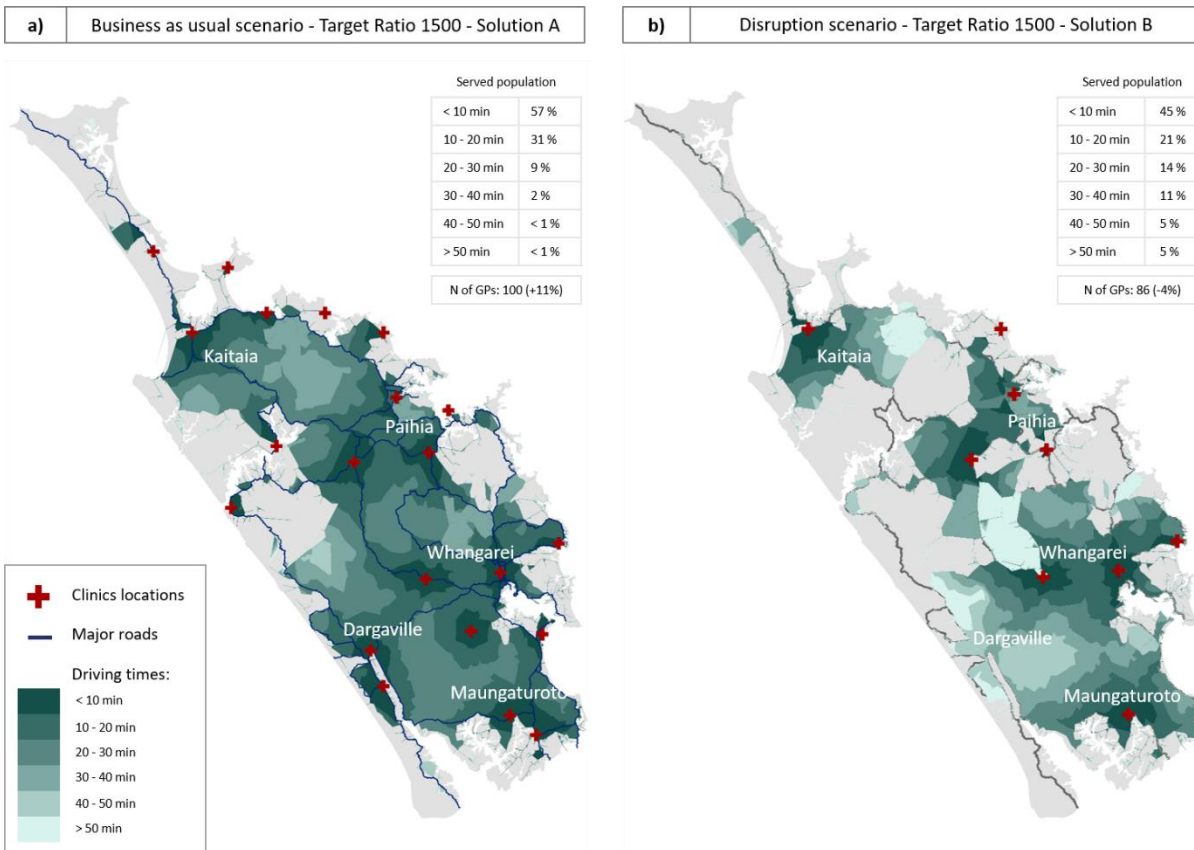 a) Business as usual scenario - Target Ratio 1500 - Solution A
Served population
< 10 min 57 %
10 - 20 min 31 %
20 - 30 min 9 %
30 - 40 min 2 %
40 - 50 min < 1 %
> 50 min < 1 %
N of GPs: 100 (+11%)
Kaitaia
Paihia
Whangarei
Dargaville
Maungaturoto
Clinics locations
Major roads
Driving times:
< 10 min
10 - 20 min
20 - 30 min
30 - 40 min
40 - 50 min
> 50 min
b) Disruption scenario - Target Ratio 1500 - Solution B
Served population
< 10 min 45 %
10 - 20 min 21 %
20 - 30 min 14 %
30 - 40 min 11 %
40 - 50 min 5 %
> 50 min 5 %
N of GPs: 86 (-4%)
Kaitaia
Paihia
Whangarei
Dargaville
Maungaturoto